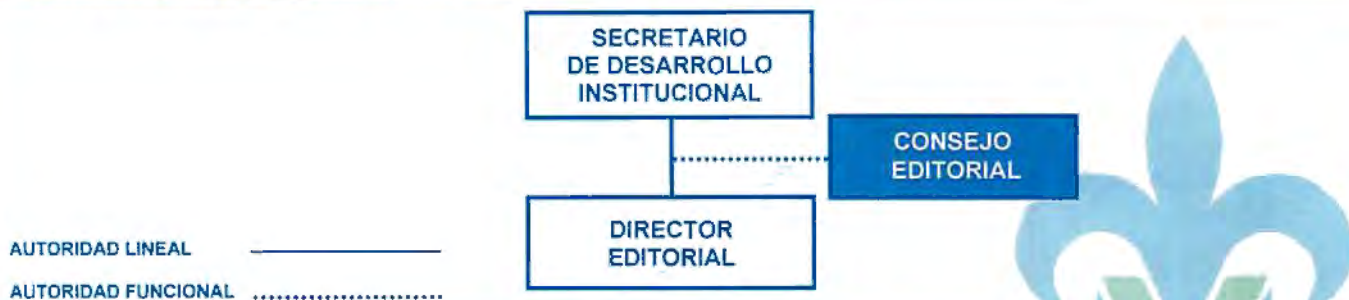 SECRETARIO
DE DESARROLLO
INSTITUCIONAL
CONSEJO
EDITORIAL
DIRECTOR
EDITORIAL
AUTORIDAD LINEAL
AUTORIDAD FUNCIONAL